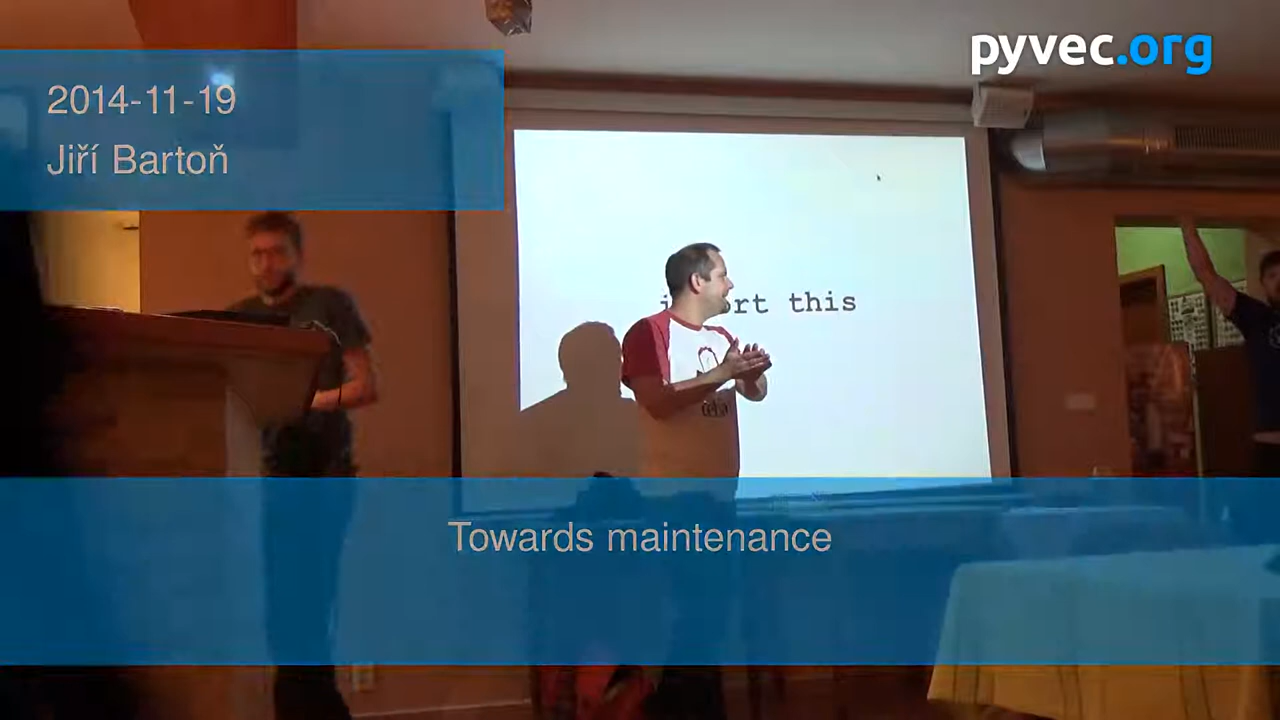 pyvec.org
2014-11-19
Jiří Bartoň
this
Towards maintenance